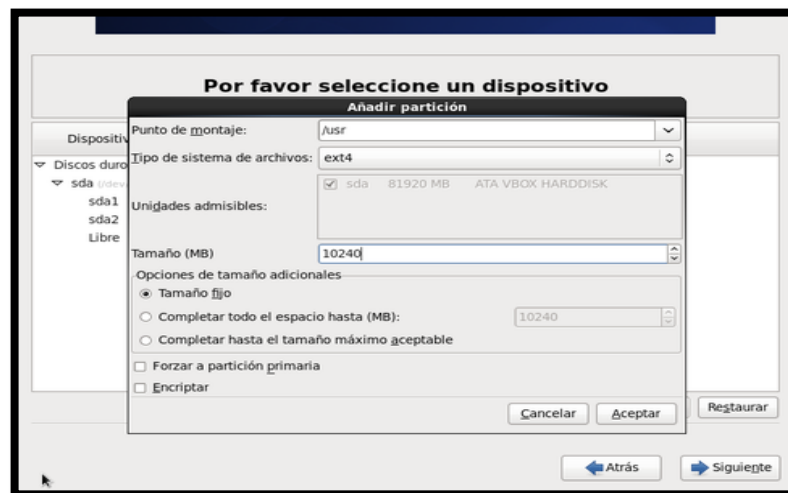 Por favor seleccione un dispositivo
Añadir partición
Dispositiv
Punto de montaje: /usr
Discos duro
Tipo de sistema de archivos: ext4
sda (/dev/
sda 81920 MB ATA VBOX HARDDISK
sda1
Unidades admisibles:
sda2
Libre
Tamaño (MB) 10240
Opciones de tamaño adicionales
Tamaño fijo
Completar todo el espacio hasta (MB): 10240
Completar hasta el tamaño máximo aceptable
Forzar a partición primaria
Encriptar
Cancelar Aceptar Restaurar
Atrás Siguiente